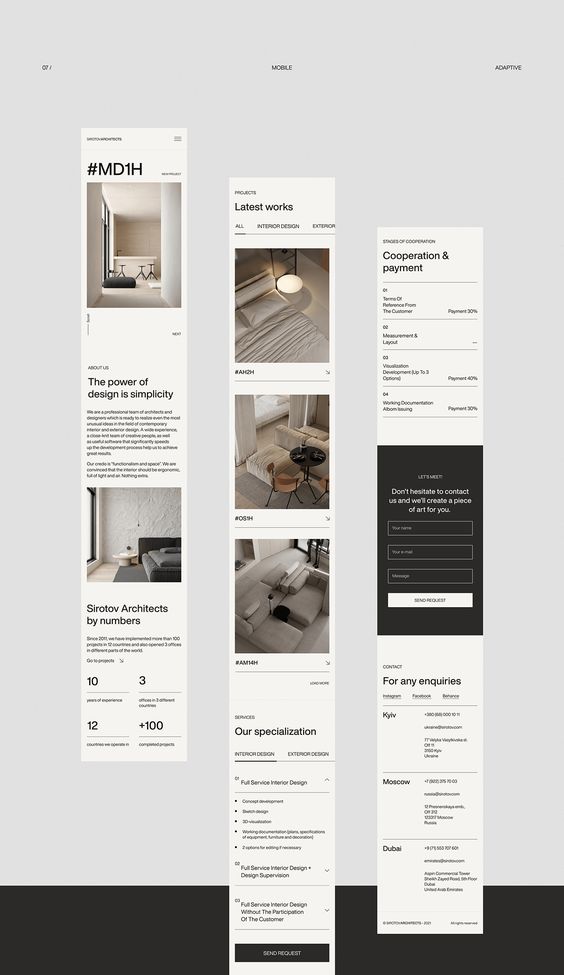 07 /
MOBILE
ADAPTIVE
SIROTOVARCHITECTS
#MD1H
NEW PROJECT
Scroll
NEXT
ABOUT US
The power of
design is simplicity
We are a professional team of architects and
designers which is ready to realize even the most
unusual ideas in the field of contemporary
interior and exterior design. A wide experience,
a close-knit team of creative people, as well
as useful software that significantly speeds
up the development process help us to achieve
great results.
Our credo is "functionalism and space". We are
convinced that the interior should be ergonomic,
full of light and air. Nothing extra.
Sirotov Architects
by numbers
Since 2011, we have implemented more than 100
projects in 12 countries and also opened 3 offices
in different parts of the world.
Go to projects
10
years of experience
3
offices in 3 different
countries
12
countries we operate in
+100
completed projects
PROJECTS
Latest works
ALL
INTERIOR DESIGN
EXTERIOR
#AH2H
#OS1H
#AM14H
LOAD MORE
SERVICES
Our specialization
INTERIOR DESIGN
EXTERIOR DESIGN
01
Full Service Interior Design
Concept development
Sketch design
3D-visualization
Working documentation (plans, specifications
of equipment, furniture and decoration)
2 options for editing if necessary
02
Full Service Interior Design +
Design Supervision
03
Full Service Interior Design
Without The Participation
Of The Customer
SEND REQUEST
STAGES OF COOPERATION
Cooperation &
payment
01
Terms Of
Reference From
The Customer
Payment 30%
02
Measurement &
Layout
—
03
Visualization
Development (Up To 3
Options)
Payment 40%
04
Working Documentation
Album Issuing
Payment 30%
LET'S MEET!
Don't hesitate to contact
us and we'll create a piece
of art for you.
Your name
Your e-mail
Message
SEND REQUEST
CONTACT
For any enquiries
Instagram
Facebook
Behance
Kyiv
+380 (68) 000 10 11
ukraine@sirotov.com
77 Velyka Vasylkivska st.
Off 11
3150 Kyiv
Ukraine
Moscow
+7 (922) 375 70 03
russia@sirotov.com
12 Presnenskaya emb.,
Off 312
123317 Moscow
Russia
Dubai
+9 (71) 553 707 601
emirates@sirotov.com
Aspin Commercial Tower
Sheikh Zayed Road, 5th Floor
Dubai
United Arab Emirates
© SIROTOVARCHITECTS - 2021
All rights reserved